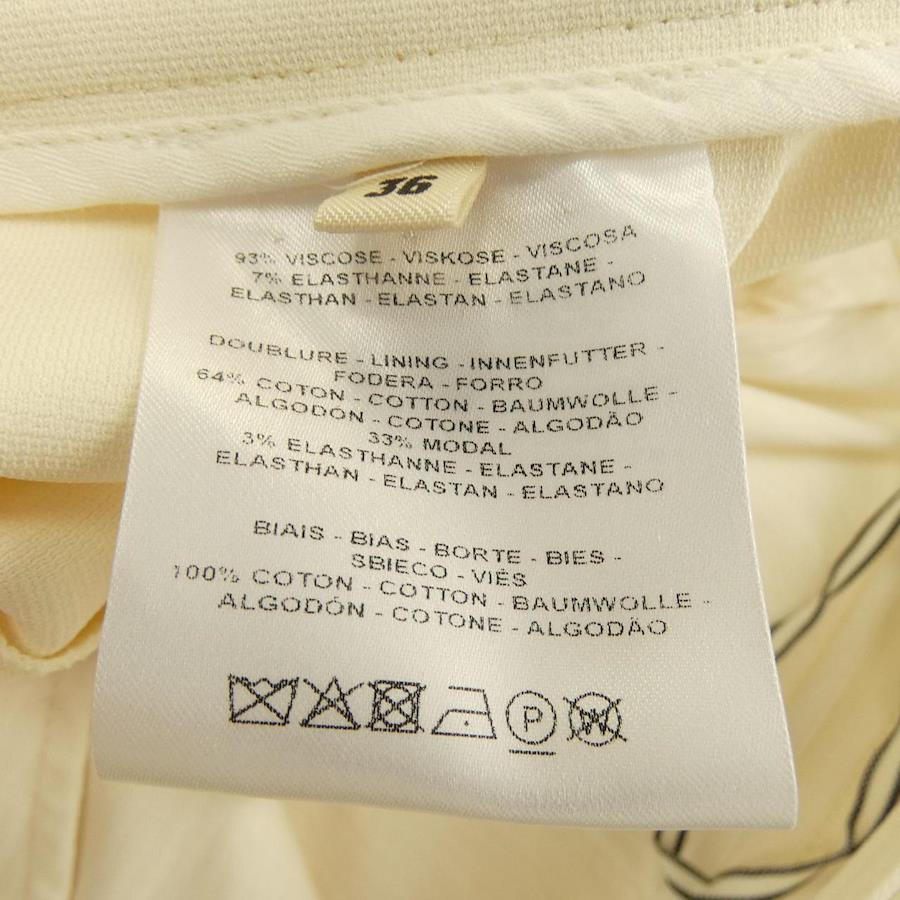 36
93% VISCOSE - VISKOSE - VISCOSA
7% ELASTHANNE - ELASTANE -
ELASTHAN - ELASTAN - ELASTANO
DOUBLURE - LINING - INNENFUTTER -
FODERA - FORRO
64% COTON - COTTON - BAUMWOLLE -
ALGODÓN - COTONE - ALGODÃO
33% MODAL
3% ELASTHANNE - ELASTANE -
ELASTHAN - ELASTAN - ELASTANO
BIAIS - BIAS - BORTE - BIES -
SBIECO - VIÉS
100% COTON - COTTON - BAUMWOLLE -
ALGODÓN - COTONE - ALGODÃO
P W